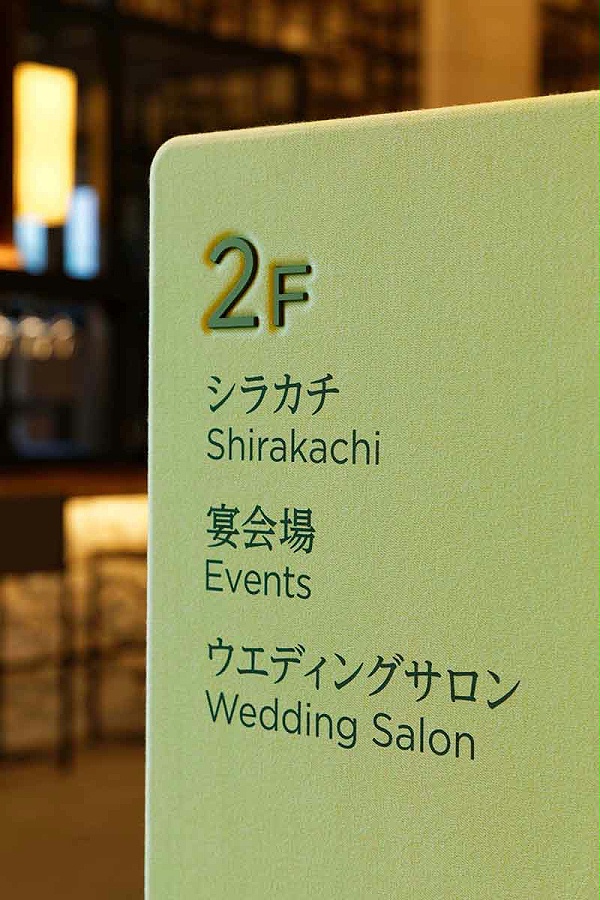 2F
シラカチ
Shirakachi
宴会場
Events
ウエディングサロン
Wedding Salon